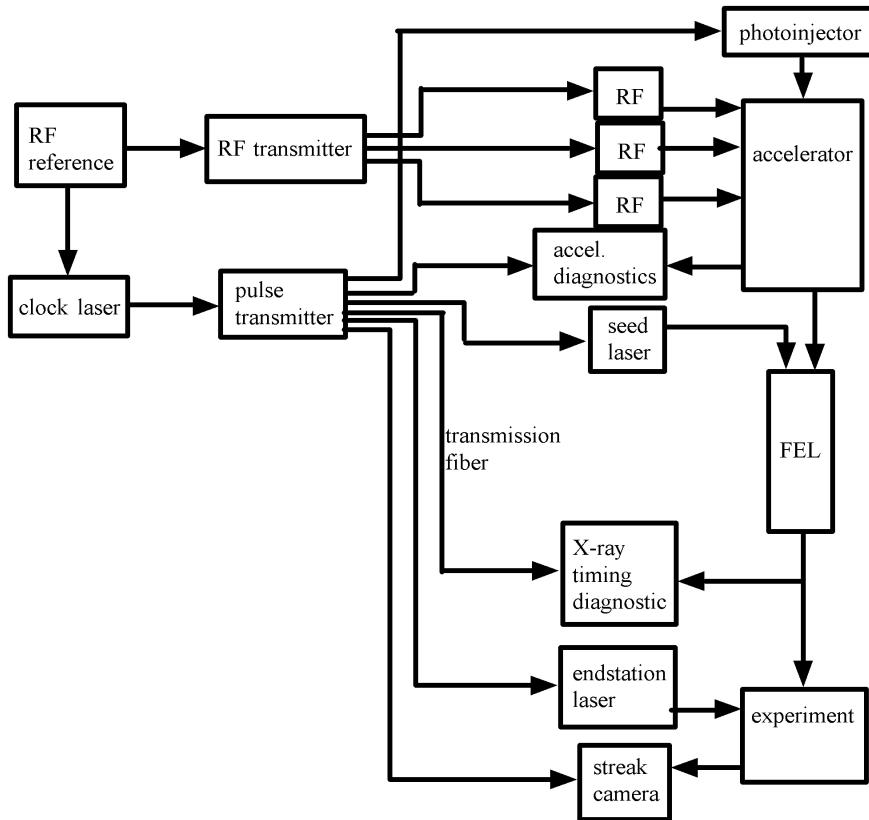 photoinjector
RF
reference
RF transmitter
RF
RF
RF
accelerator
accel.
diagnostics
clock laser
pulse
transmitter
seed
laser
transmission
fiber
FEL
X-ray
timing
diagnostic
endstation
laser
experiment
streak
camera